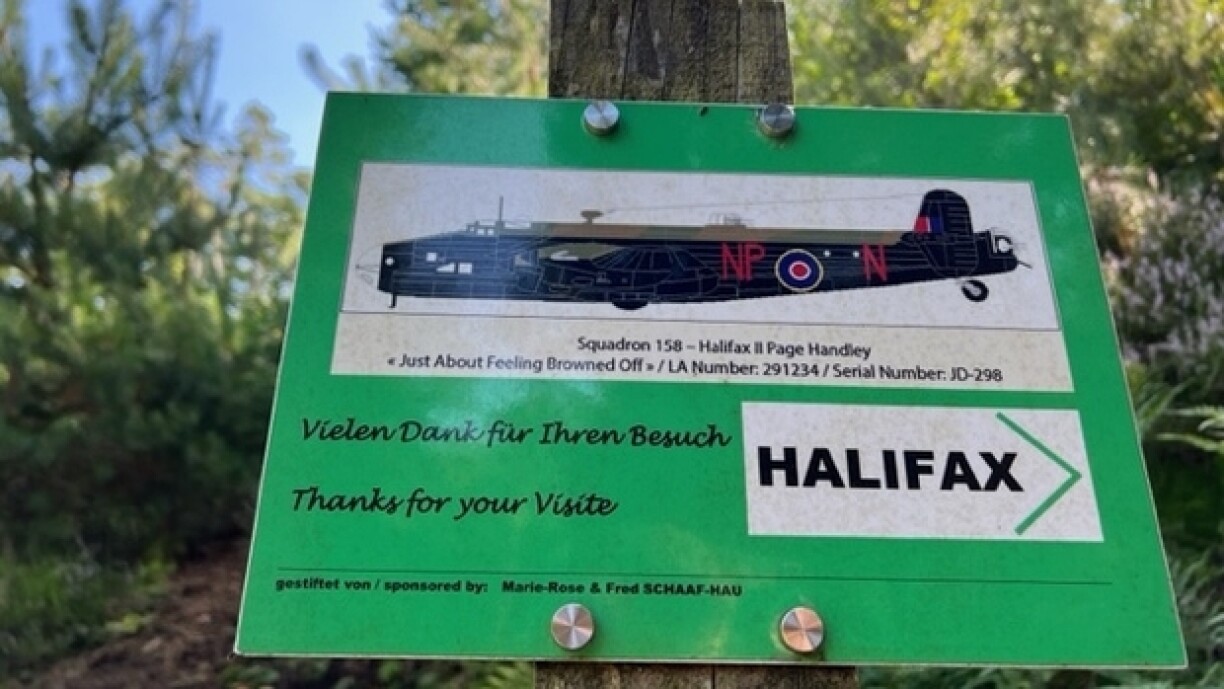 NP N
Squadron 158 – Halifax II Page Handley
« Just About Feeling Browned Off » / LA Number: 291234 / Serial Number: JD-298
Vielen Dank für Ihren Besuch
Thanks for your Visite
HALIFAX
gestiftet von / sponsored by: Marie-Rose & Fred SCHAAF-HAU